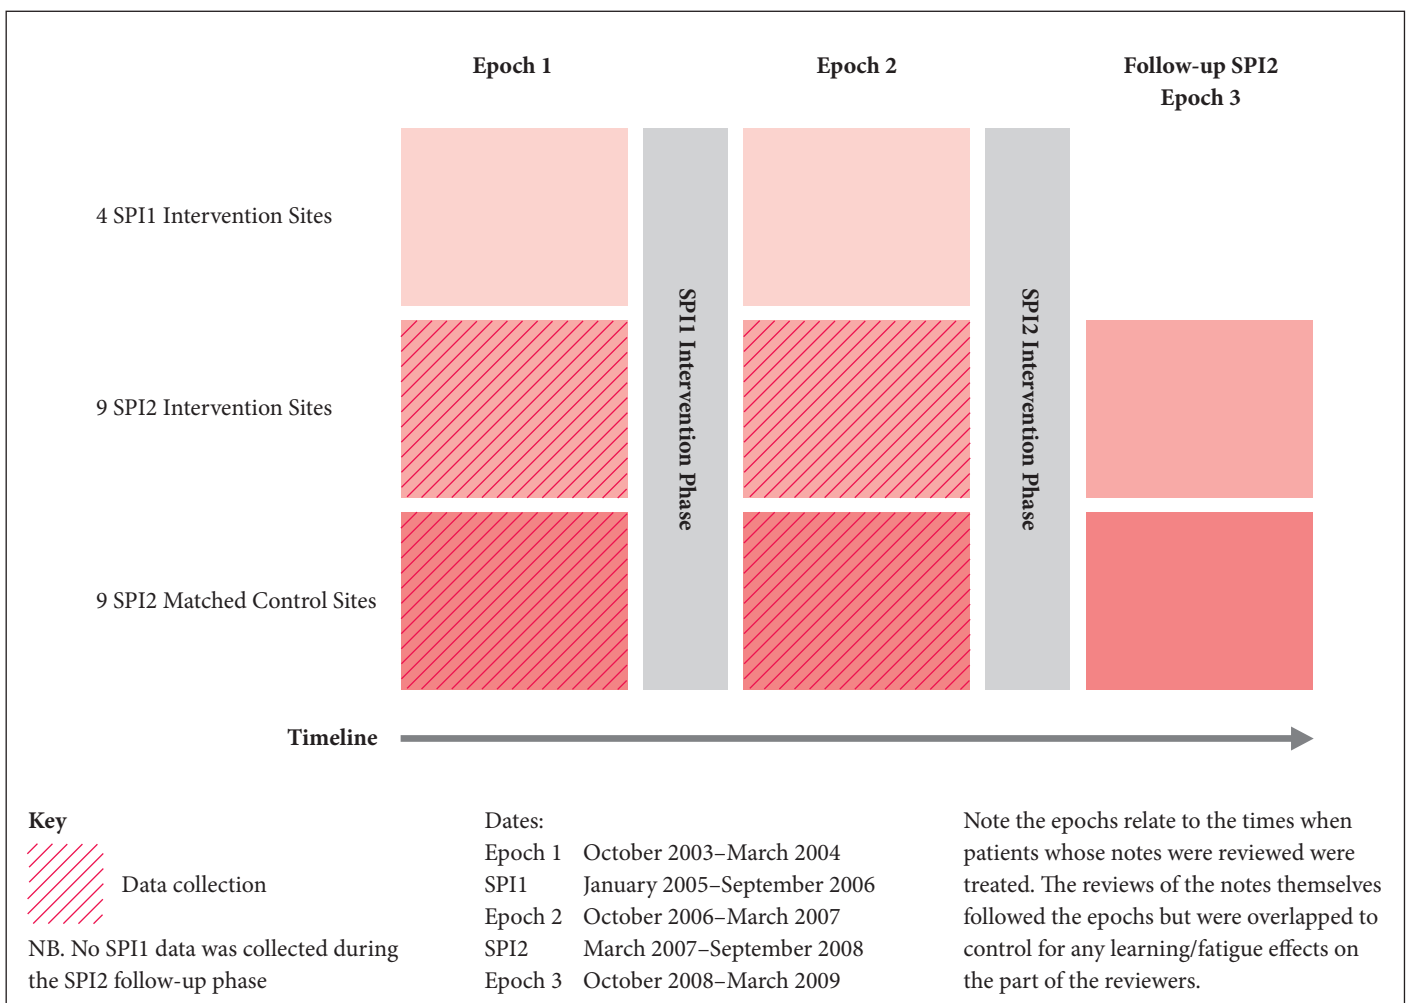 Epoch 1
Epoch 2
Follow-up SPI2
Epoch 3
4 SPI1 Intervention Sites
9 SPI2 Intervention Sites
9 SPI2 Matched Control Sites
SPI1 Intervention Phase
SPI2 Intervention Phase
Timeline
Key
Data collection
NB. No SPI1 data was collected during
the SPI2 follow-up phase
Dates:
Epoch 1 October 2003–March 2004
SPI1 January 2005–September 2006
Epoch 2 October 2006–March 2007
SPI2 March 2007–September 2008
Epoch 3 October 2008–March 2009
Note the epochs relate to the times when
patients whose notes were reviewed were
treated. The reviews of the notes themselves
followed the epochs but were overlapped to
control for any learning/fatigue effects on
the part of the reviewers.